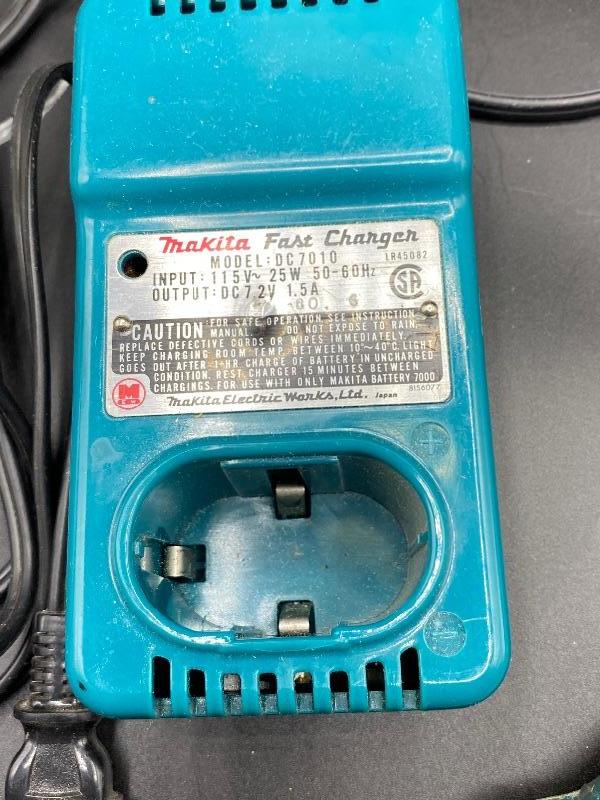 makita Fast Charger
MODEL:DC7010 LR45082
INPUT: 115V~ 25W 50-60Hz
OUTPUT:DC7.2V 1.5A
CAUTION FOR SAFE OPERATION, SEE INSTRUCTION
MANUAL. DO NOT EXPOSE TO RAIN.
REPLACE DEFECTIVE CORDS OR WIRES IMMEDIATELY.
KEEP CHARGING ROOM TEMP. BETWEEN 10°~40°C. LIGHT
GOES OUT AFTER 1-HR CHARGE OF BATTERY IN UNCHARGED
CONDITION. REST CHARGER 15 MINUTES BETWEEN
CHARGINGS. FOR USE WITH ONLY MAKITA BATTERY 7000
makita Electric Works, Ltd. Japan 8156077